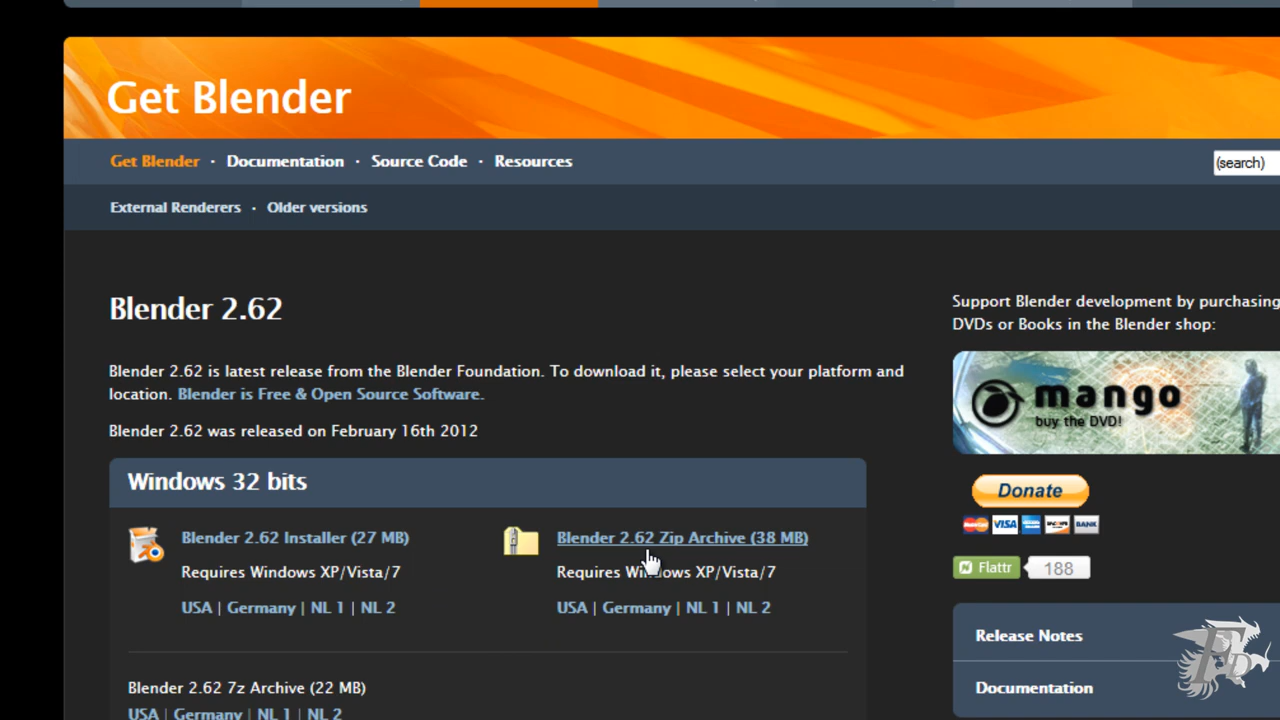 Get Blender
Get Blender · Documentation · Source Code · Resources
(search)
External Renderers · Older versions
Blender 2.62
Blender 2.62 is latest release from the Blender Foundation. To download it, please select your platform and
location. Blender is Free & Open Source Software.
Blender 2.62 was released on February 16th 2012
Windows 32 bits
Blender 2.62 Installer (27 MB)
Requires Windows XP/Vista/7
USA | Germany | NL 1 | NL 2
Blender 2.62 Zip Archive (38 MB)
Requires Windows XP/Vista/7
USA | Germany | NL 1 | NL 2
Blender 2.62 7z Archive (22 MB)
USA | Germany | NL 1 | NL 2
Support Blender development by purchasing
DVDs or Books in the Blender shop:
mango
buy the DVD!
Donate
VISA BANK
Flattr 188
Release Notes
Documentation